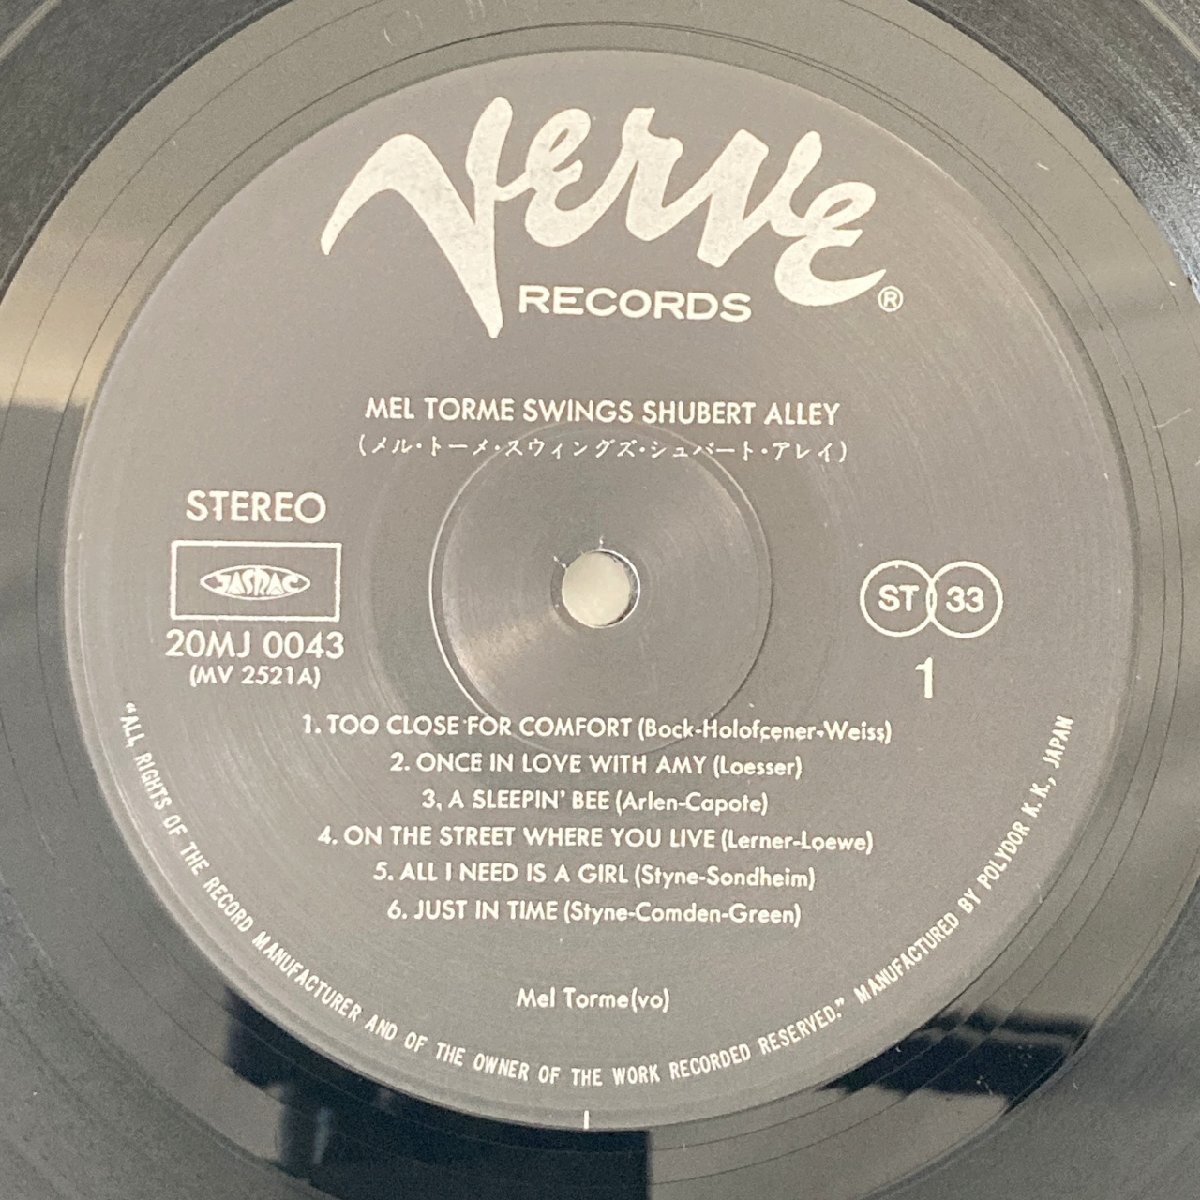 Verve
RECORDS ®
MEL TORME SWINGS SHUBERT ALLEY
(メル・トーメ・スウィングズ・シュバート・アレイ)
STEREO
JASRAC
20MJ 0043
(MV 2521A)
ST 33
1
1. TOO CLOSE FOR COMFORT (Bock-Holofcener-Weiss)
2. ONCE IN LOVE WITH AMY (Loesser)
3. A SLEEPIN' BEE (Arlen-Capote)
4. ON THE STREET WHERE YOU LIVE (Lerner-Loewe)
5. ALL I NEED IS A GIRL (Styne-Sondheim)
6. JUST IN TIME (Styne-Comden-Green)
Mel Torme(vo)
"ALL RIGHTS OF THE RECORD MANUFACTURER AND OF THE OWNER OF THE WORK RECORDED RESERVED." MANUFACTURED BY POLYDOR K.K., JAPAN